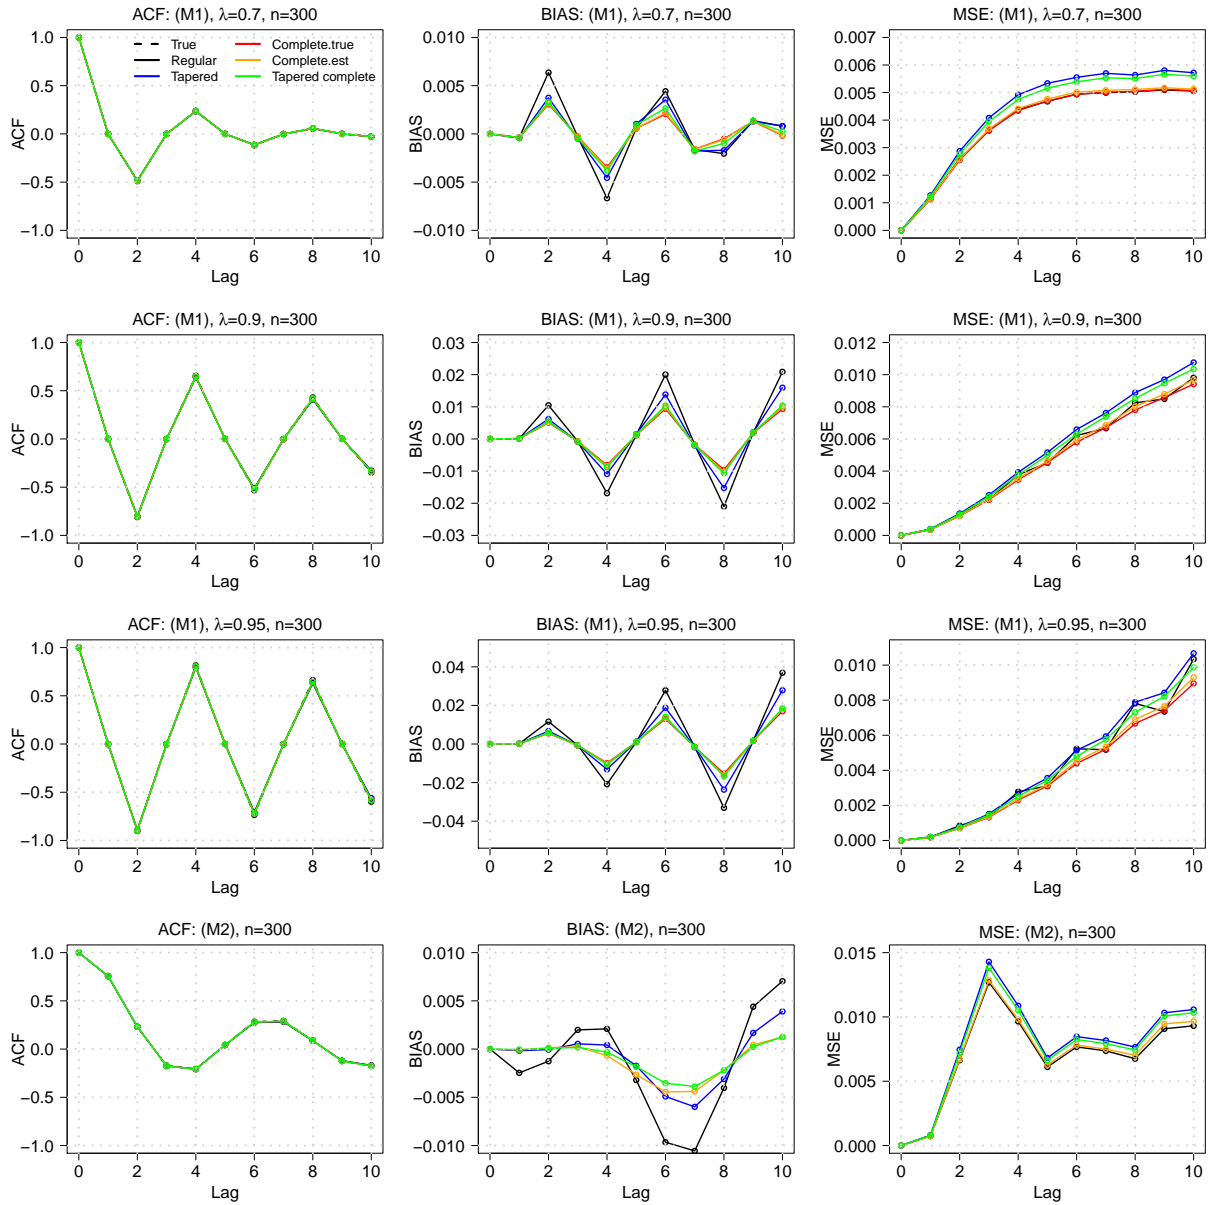 ACF: (M1), λ=0.7, n=300
BIAS: (M1), λ=0.7, n=300
MSE: (M1), λ=0.7, n=300
1.0
0.5
0.0
−0.5
−1.0
ACF
True
Regular
Tapered
Complete.true
Complete.est
Tapered complete
0 2 4 6 8 10
Lag
0.010
0.005
0.000
−0.005
−0.010
BIAS
0 2 4 6 8 10
Lag
0.007
0.006
0.005
0.004
0.003
0.002
0.001
0.000
MSE
0 2 4 6 8 10
Lag
ACF: (M1), λ=0.9, n=300
BIAS: (M1), λ=0.9, n=300
MSE: (M1), λ=0.9, n=300
1.0
0.5
0.0
−0.5
−1.0
ACF
0 2 4 6 8 10
Lag
0.03
0.02
0.01
0.00
−0.01
−0.02
−0.03
BIAS
0 2 4 6 8 10
Lag
0.012
0.010
0.008
0.006
0.004
0.002
0.000
MSE
0 2 4 6 8 10
Lag
ACF: (M1), λ=0.95, n=300
BIAS: (M1), λ=0.95, n=300
MSE: (M1), λ=0.95, n=300
1.0
0.5
0.0
−0.5
−1.0
ACF
0 2 4 6 8 10
Lag
0.04
0.02
0.00
−0.02
−0.04
BIAS
0 2 4 6 8 10
Lag
0.010
0.008
0.006
0.004
0.002
0.000
MSE
0 2 4 6 8 10
Lag
ACF: (M2), n=300
BIAS: (M2), n=300
MSE: (M2), n=300
1.0
0.5
0.0
−0.5
−1.0
ACF
0 2 4 6 8 10
Lag
0.010
0.005
0.000
−0.005
−0.010
BIAS
0 2 4 6 8 10
Lag
0.015
0.010
0.005
0.000
MSE
0 2 4 6 8 10
Lag